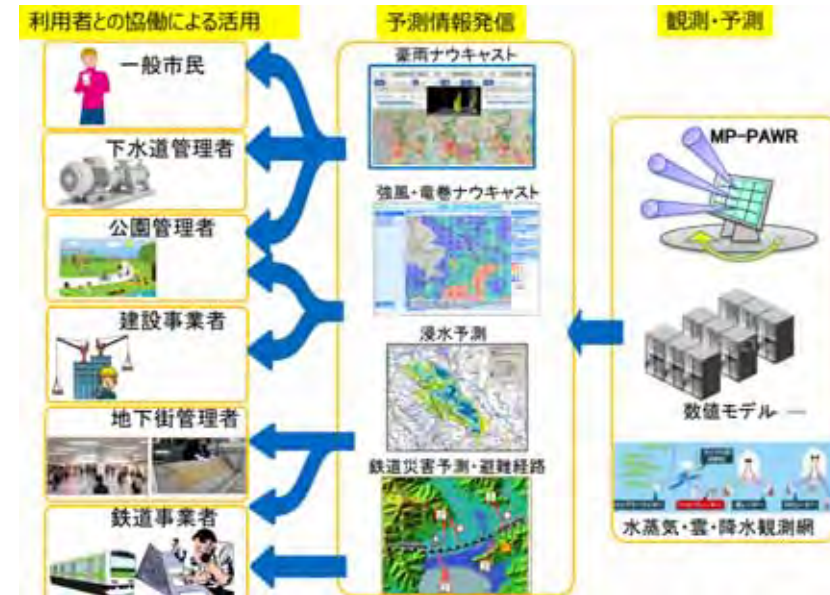 利用者との協働による活用
一般市民
下水道管理者
公園管理者
建設事業者
地下街管理者
鉄道事業者
予測情報発信
豪雨ナウキャスト
強風・竜巻ナウキャスト
浸水予測
鉄道災害予測・避難経路
観測・予測
MP-PAWR
数値モデル
水蒸気・雲・降水観測網